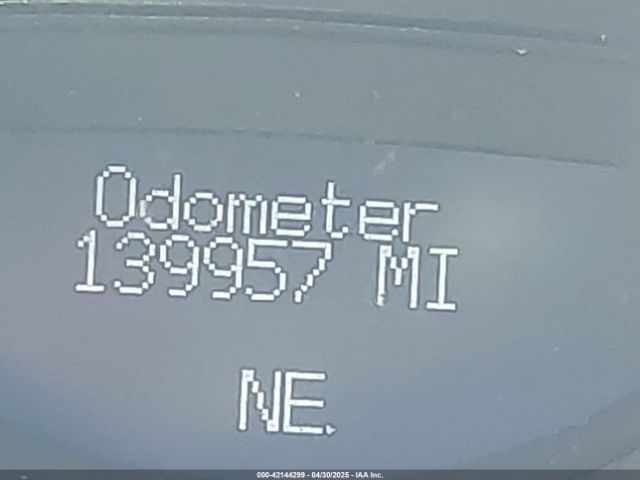 Odometer
139957 MI
NE
000-42144299 - 04/30/2025 - IAA Inc.